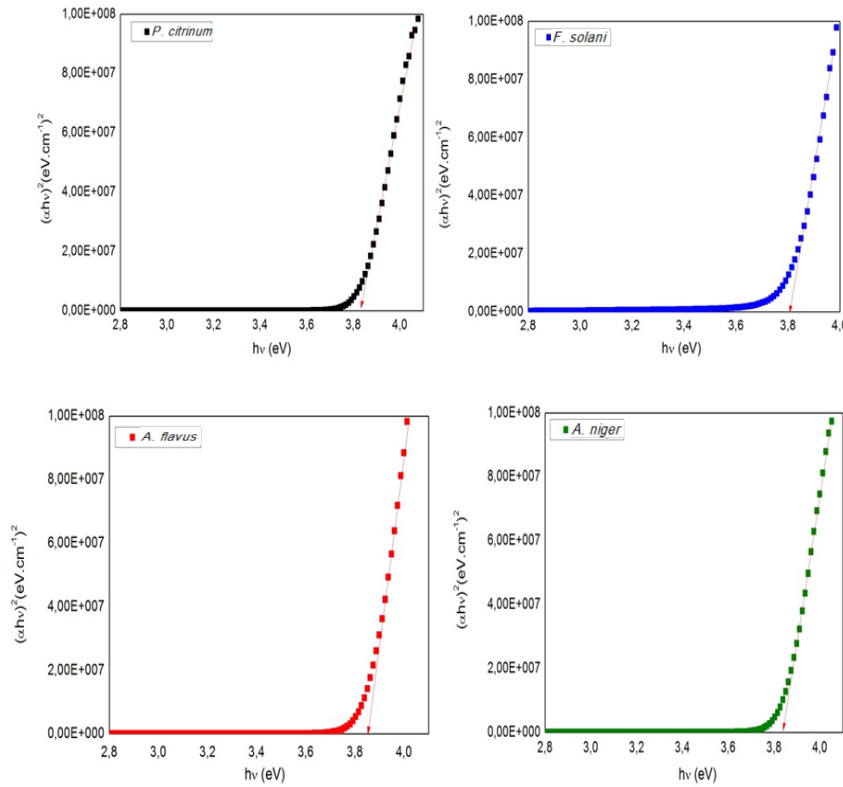 P. citrinum
1,00E+008
8,00E+007
6,00E+007
4,00E+007
2,00E+007
0,00E+000
(αhν)²(eV.cm⁻¹)²
2,8 3,0 3,2 3,4 3,6 3,8 4,0
hν (eV)
F. solani
1,00E+008
8,00E+007
6,00E+007
4,00E+007
2,00E+007
0,00E+000
(αhν)²(eV.cm⁻¹)²
2,8 3,0 3,2 3,4 3,6 3,8 4,0
hν (eV)
A. flavus
1,00E+008
8,00E+007
6,00E+007
4,00E+007
2,00E+007
0,00E+000
(αhν)²(eV.cm⁻¹)²
2,8 3,0 3,2 3,4 3,6 3,8 4,0
hν (eV)
A. niger
1,00E+008
8,00E+007
6,00E+007
4,00E+007
2,00E+007
0,00E+000
(αhν)²(eV.cm⁻¹)²
2,8 3,0 3,2 3,4 3,6 3,8 4,0
hν (eV)